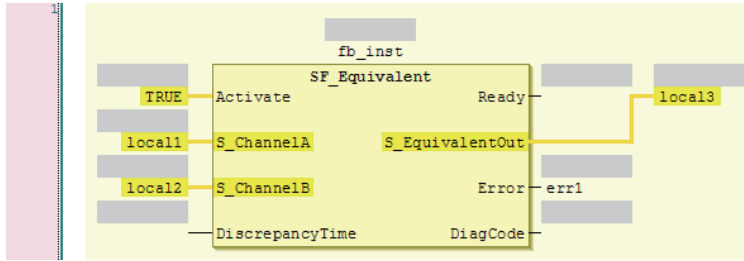 1
fb_inst
SF_Equivalent
TRUE Activate Ready local3
local1 S_ChannelA S_EquivalentOut
local2 S_ChannelB Error err1
DiscrepancyTime DiagCode